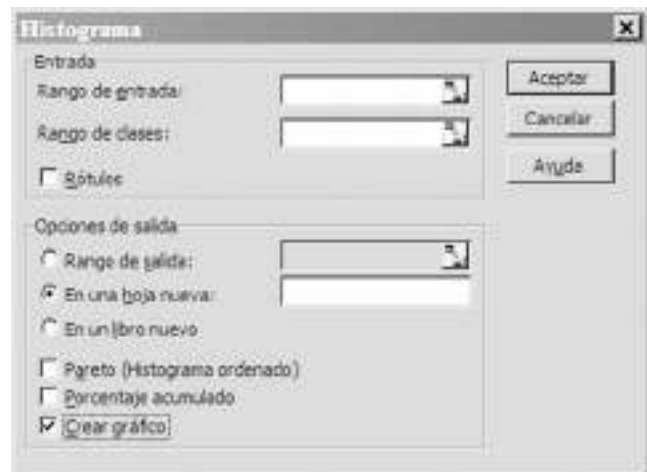 Histograma
Entrada
Rango de entrada:
Rango de clases:
Rótulos
Aceptar
Cancelar
Ayuda
Opciones de salida
Rango de salida:
En una hoja nueva:
En un libro nuevo
Pareto (Histograma ordenado)
Porcentaje acumulado
Crear gráfico